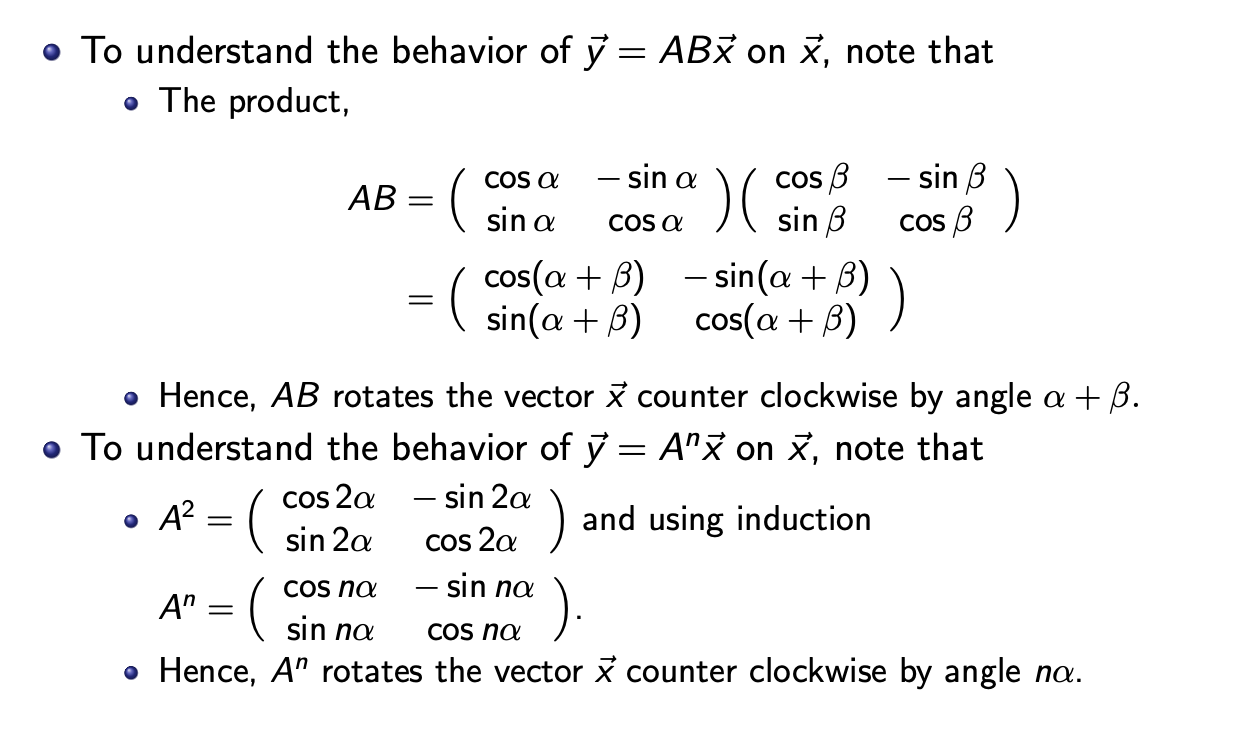 • To understand the behavior of $\vec{y} = AB\vec{x}$ on $\vec{x}$, note that
• The product,
$AB = \begin{pmatrix} \cos\alpha & -\sin\alpha \\ \sin\alpha & \cos\alpha \end{pmatrix} \begin{pmatrix} \cos\beta & -\sin\beta \\ \sin\beta & \cos\beta \end{pmatrix}$
$= \begin{pmatrix} \cos(\alpha+\beta) & -\sin(\alpha+\beta) \\ \sin(\alpha+\beta) & \cos(\alpha+\beta) \end{pmatrix}$
• Hence, $AB$ rotates the vector $\vec{x}$ counter clockwise by angle $\alpha + \beta$.
• To understand the behavior of $\vec{y} = A^n\vec{x}$ on $\vec{x}$, note that
• $A^2 = \begin{pmatrix} \cos 2\alpha & -\sin 2\alpha \\ \sin 2\alpha & \cos 2\alpha \end{pmatrix}$ and using induction
$A^n = \begin{pmatrix} \cos n\alpha & -\sin n\alpha \\ \sin n\alpha & \cos n\alpha \end{pmatrix}$.
• Hence, $A^n$ rotates the vector $\vec{x}$ counter clockwise by angle $n\alpha$.